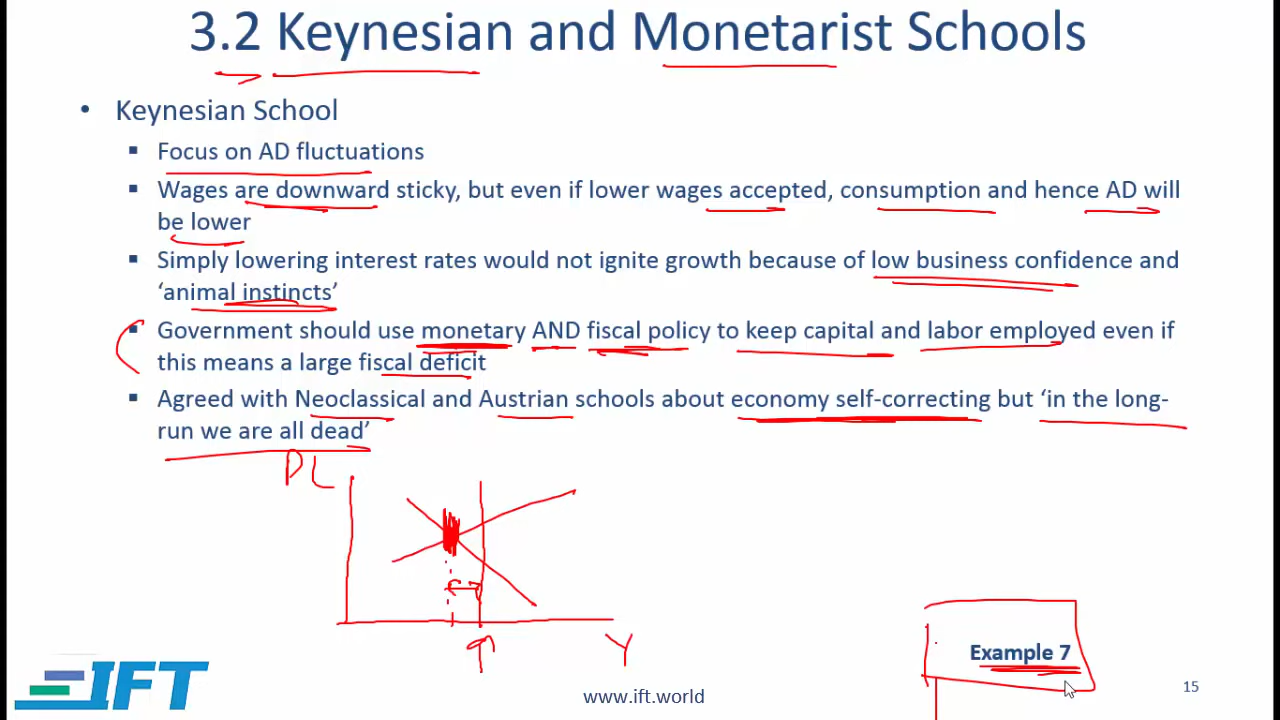 3.2 Keynesian and Monetarist Schools
• Keynesian School
▪ Focus on AD fluctuations
▪ Wages are downward sticky, but even if lower wages accepted, consumption and hence AD will
be lower
▪ Simply lowering interest rates would not ignite growth because of low business confidence and
‘animal instincts’
▪ Government should use monetary AND fiscal policy to keep capital and labor employed even if
this means a large fiscal deficit
▪ Agreed with Neoclassical and Austrian schools about economy self-correcting but ‘in the long-
run we are all dead’
PL
Y
Example 7
IFT
www.ift.world
15